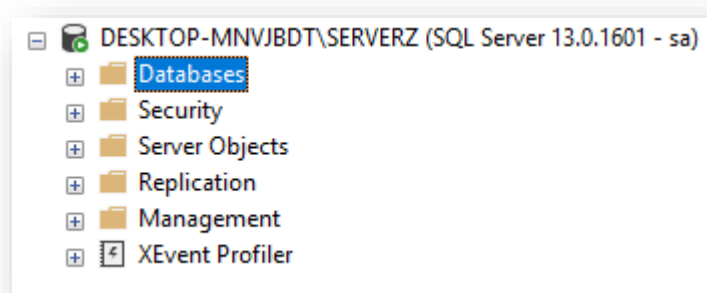 DESKTOP-MNVJBDT\SERVERZ (SQL Server 13.0.1601 - sa)
Databases
Security
Server Objects
Replication
Management
XEvent Profiler